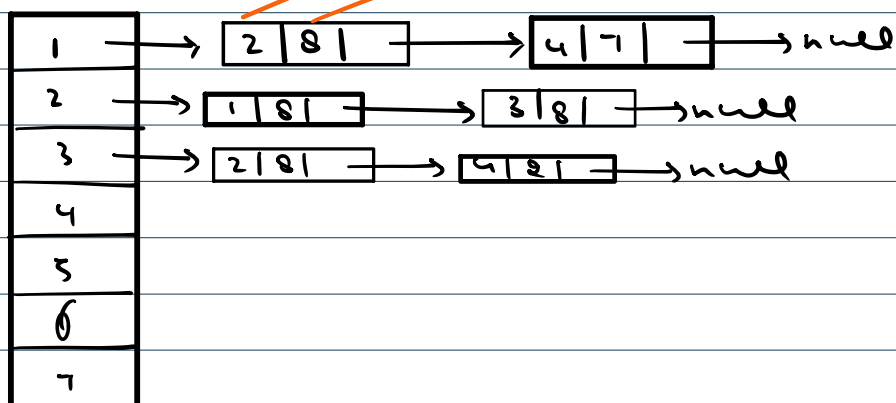 1 → 2 | 8 | → 4 | 7 | → null
2 → 1 | 8 | → 3 | 8 | → null
3 → 2 | 8 | → 4 | 2 | → null
4
5
6
7